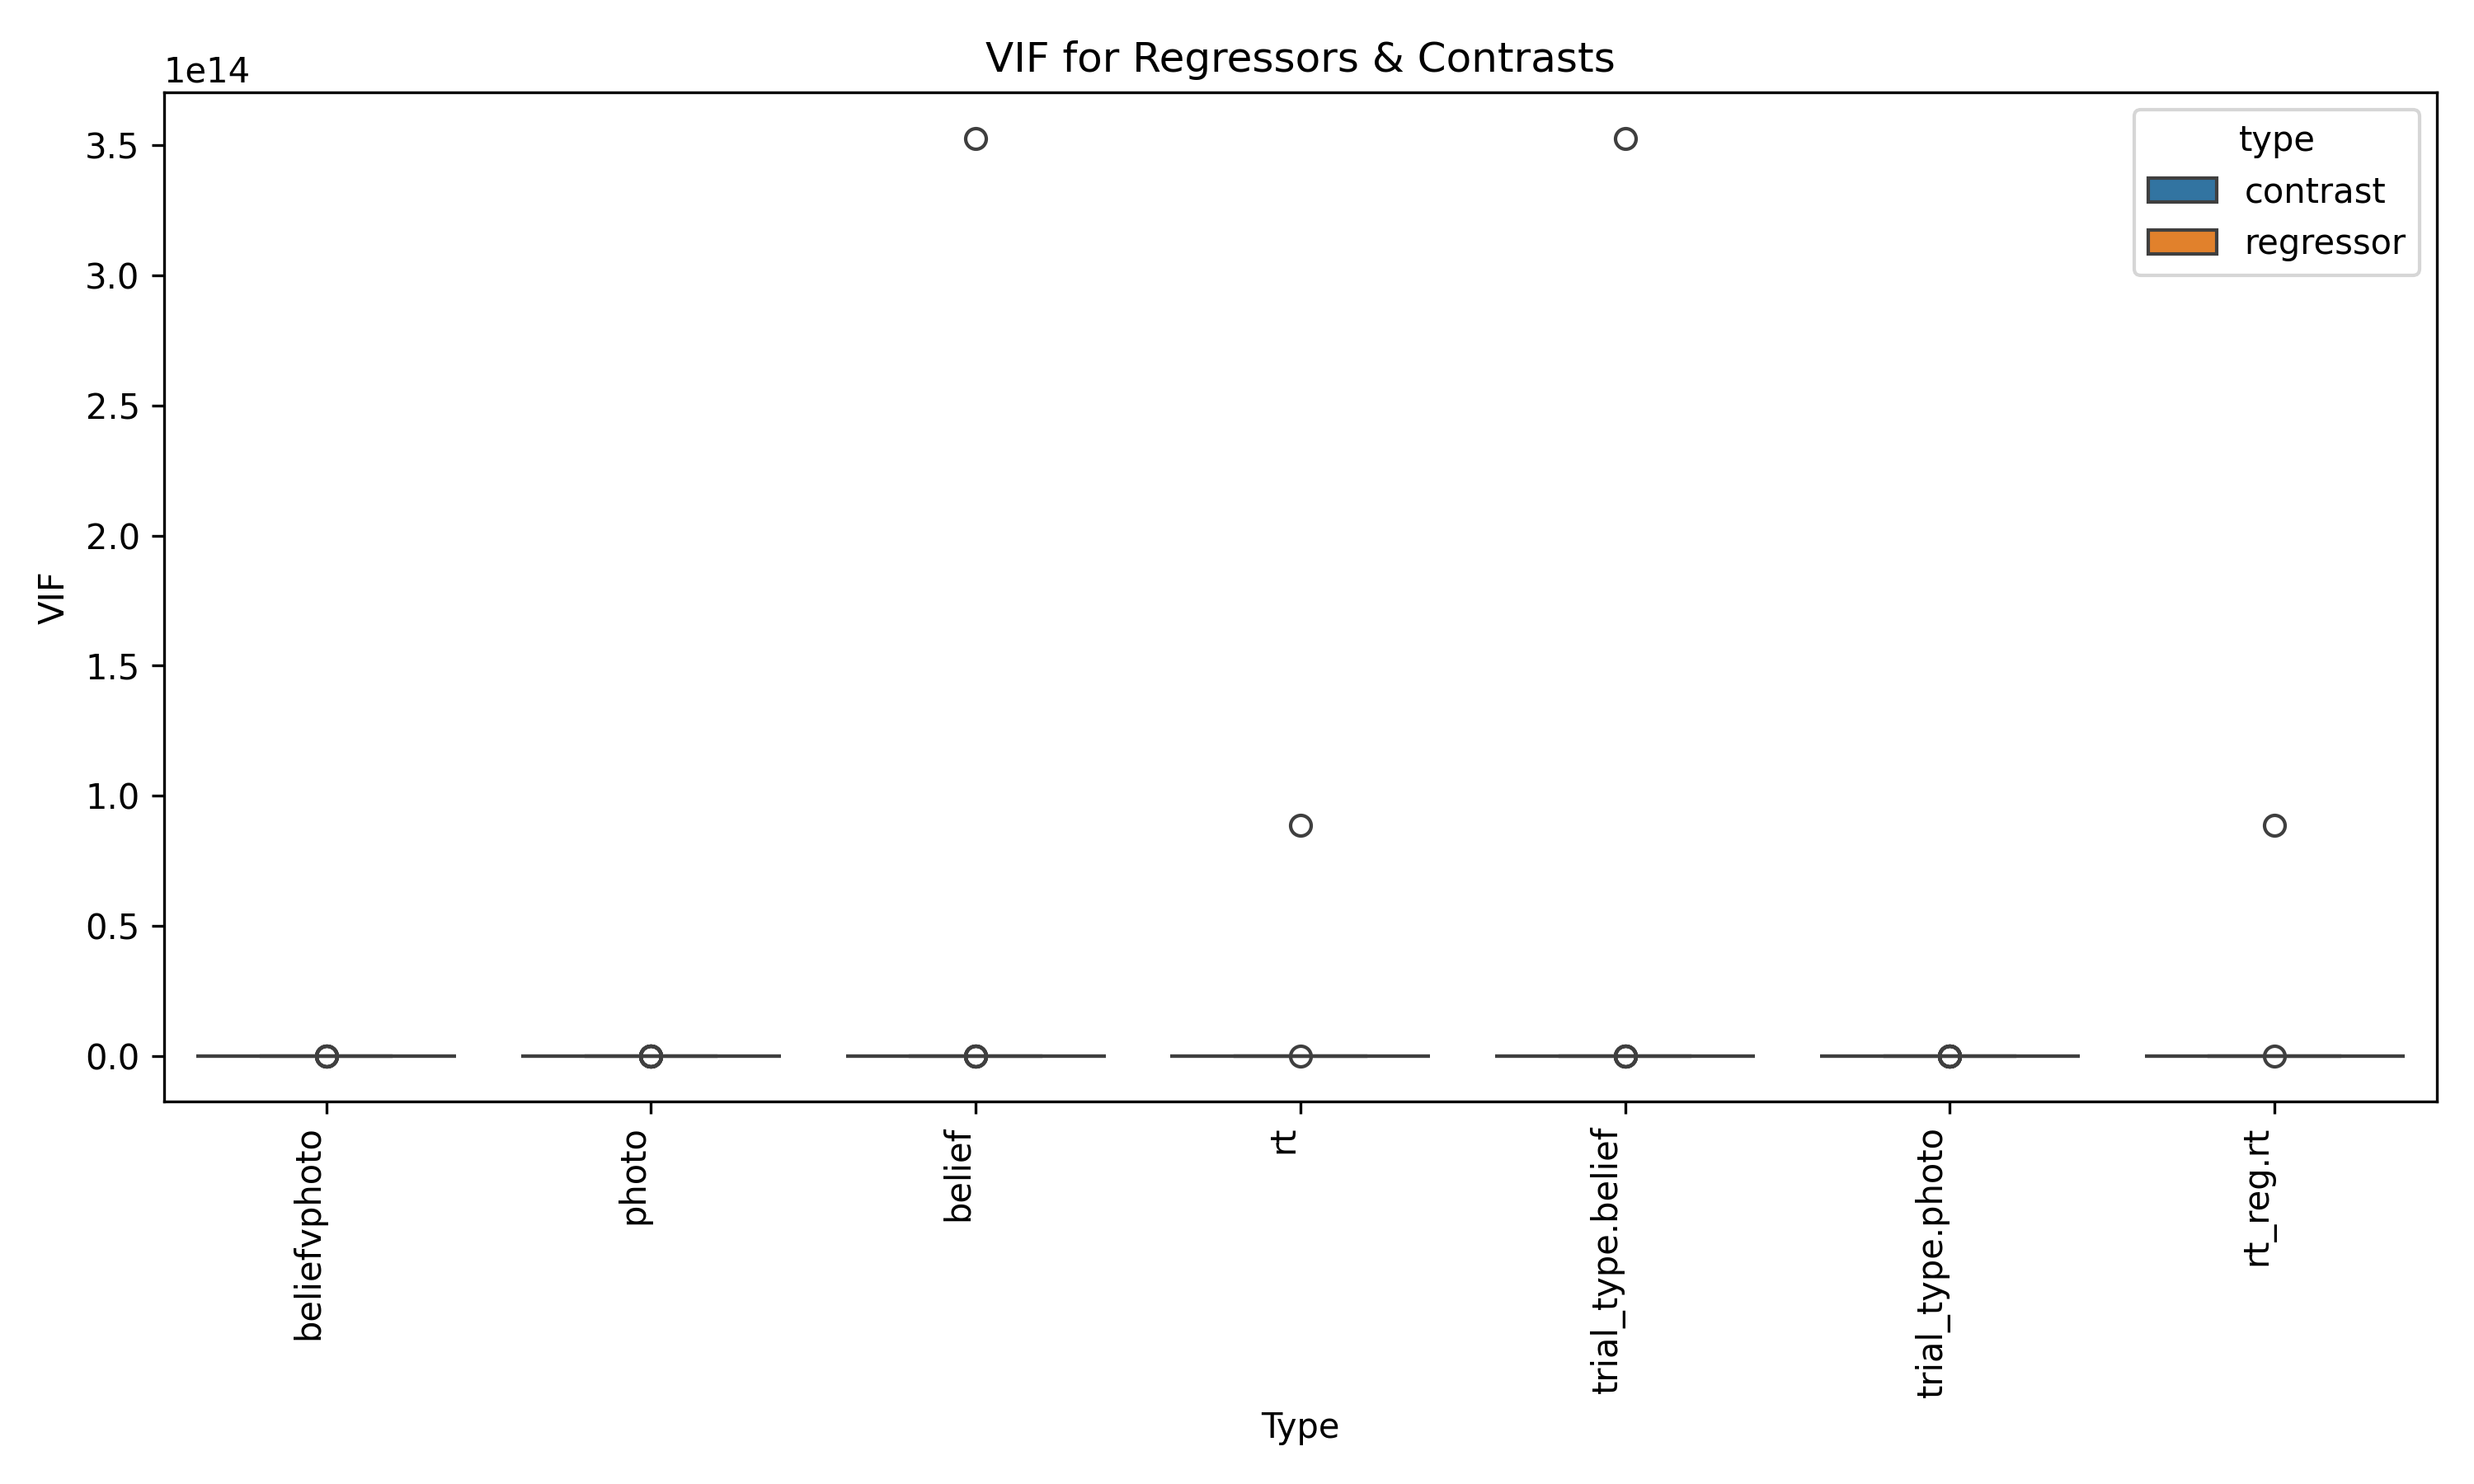 VIF for Regressors & Contrasts
1e14
3.5
3.0
2.5
2.0
1.5
1.0
0.5
0.0
VIF
type
contrast
regressor
beliefvphoto
photo
belief
rt
trial_type.belief
trial_type.photo
rt_reg.rt
Type